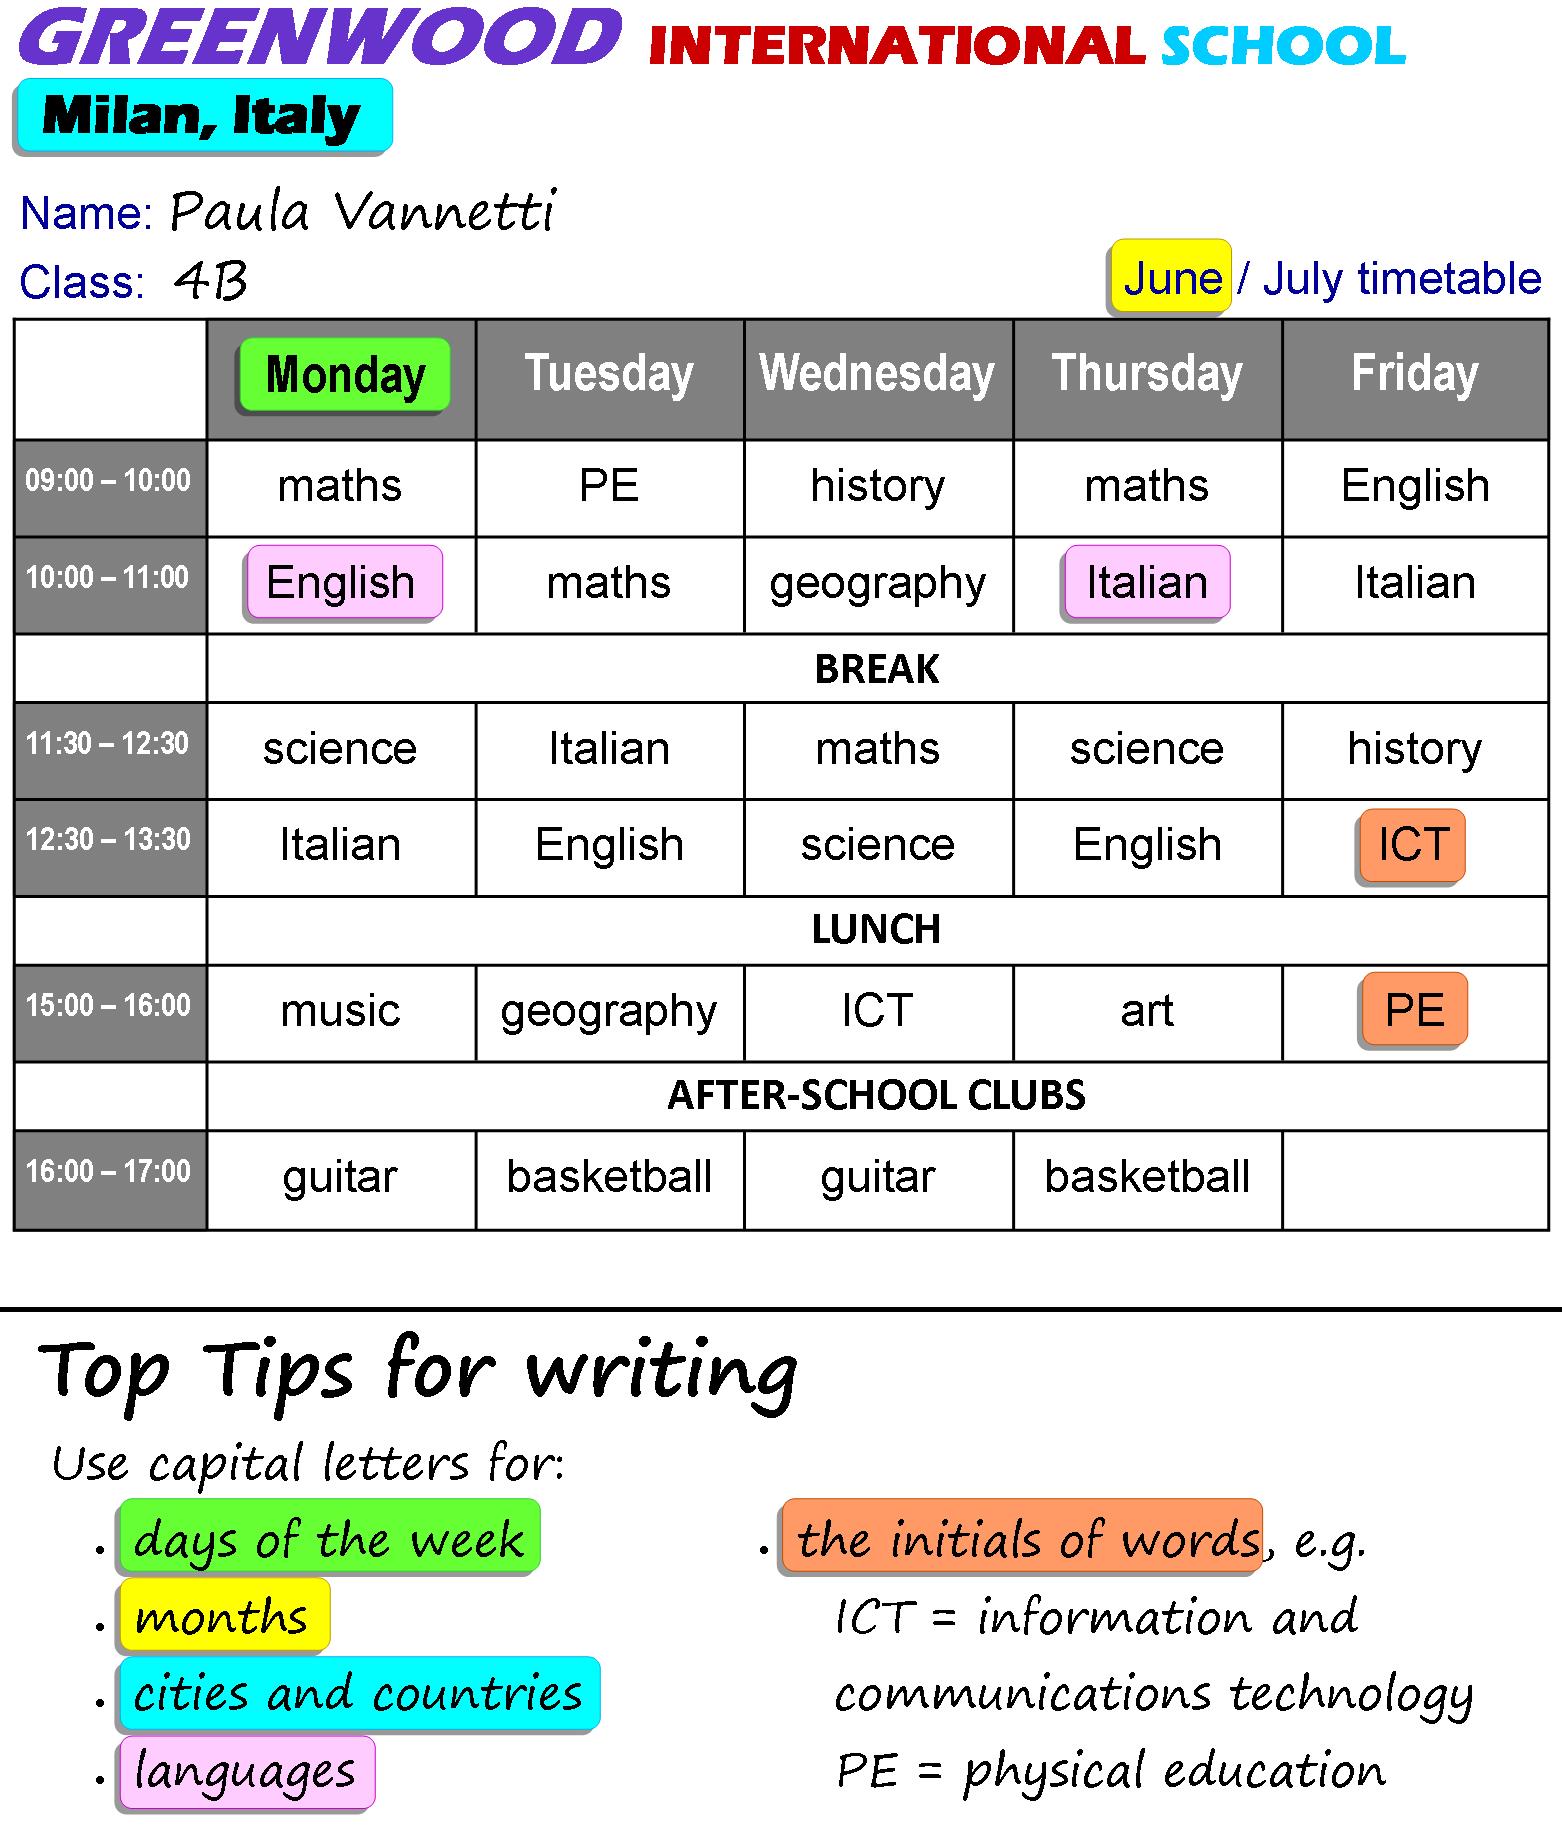 GREENWOOD INTERNATIONAL SCHOOL
Milan, Italy
Name: Paula Vannetti
Class: 4B
June / July timetable
Monday Tuesday Wednesday Thursday Friday
09:00 – 10:00 maths PE history maths English
10:00 – 11:00 English maths geography Italian Italian
BREAK
11:30 – 12:30 science Italian maths science history
12:30 – 13:30 Italian English science English ICT
LUNCH
15:00 – 16:00 music geography ICT art PE
AFTER-SCHOOL CLUBS
16:00 – 17:00 guitar basketball guitar basketball
Top Tips for writing
Use capital letters for:
• days of the week
• months
• cities and countries
• languages
• the initials of words, e.g.
ICT = information and
communications technology
PE = physical education